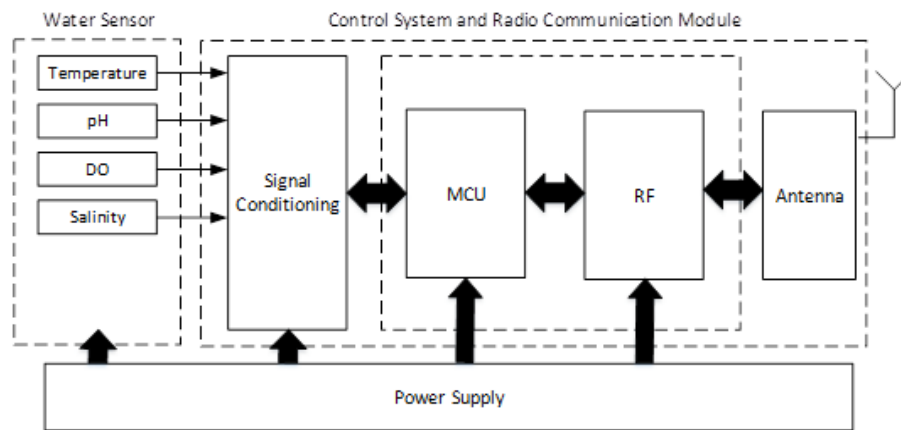 Water Sensor
Control System and Radio Communication Module
Temperature
pH
DO
Salinity
Signal
Conditioning
MCU
RF
Antenna
Power Supply